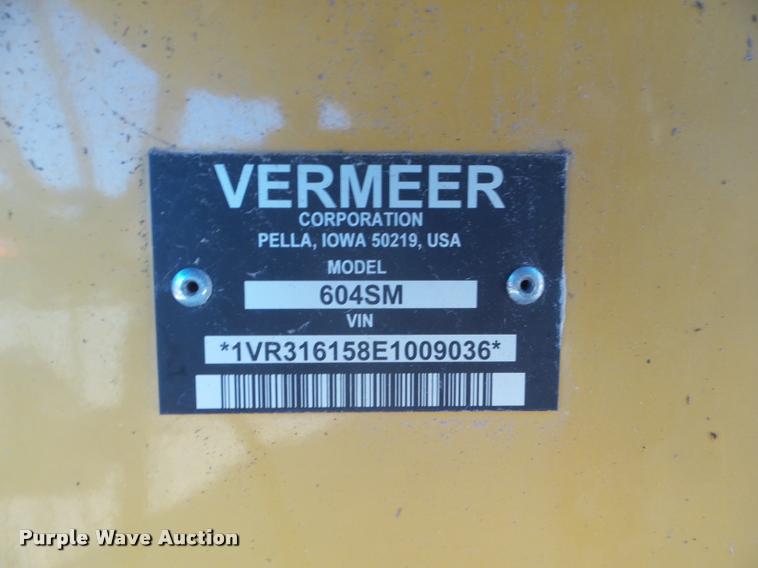 VERMEER
CORPORATION
PELLA, IOWA 50219, USA
MODEL
604SM
VIN
*1VR316158E1009036*
Purple Wave Auction